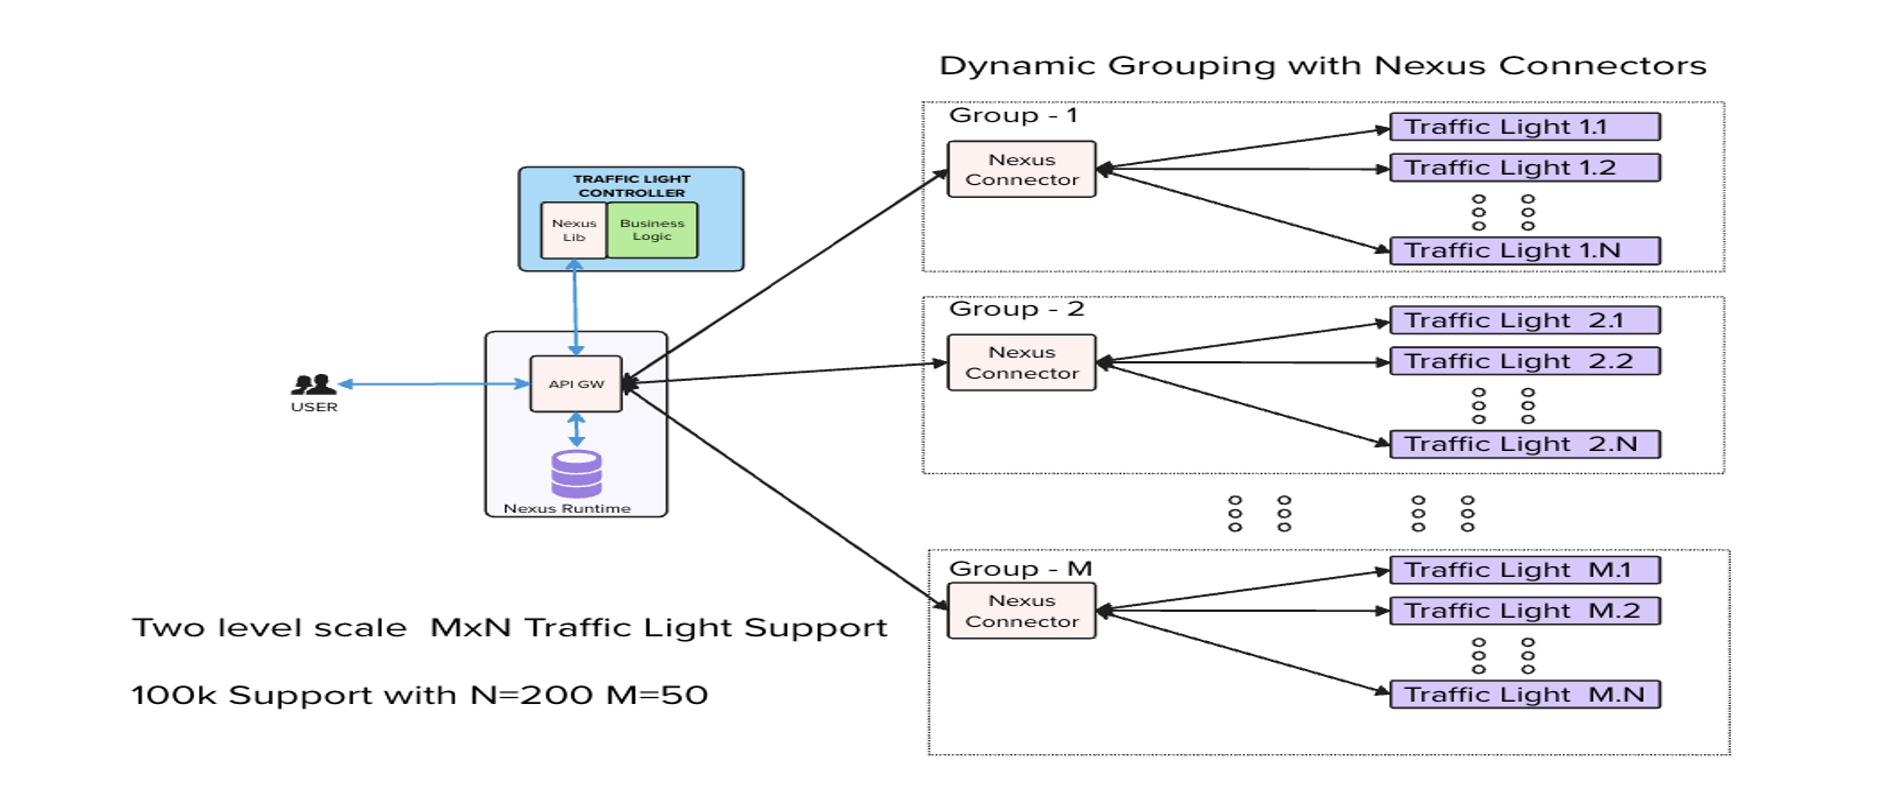 Dynamic Grouping with Nexus Connectors
TRAFFIC LIGHT
CONTROLLER
Nexus
Lib
Business
Logic
USER
API GW
Nexus Runtime
Group - 1
Nexus
Connector
Traffic Light 1.1
Traffic Light 1.2
Traffic Light 1.N
Group - 2
Nexus
Connector
Traffic Light 2.1
Traffic Light 2.2
Traffic Light 2.N
Group - M
Nexus
Connector
Traffic Light M.1
Traffic Light M.2
Traffic Light M.N
Two level scale MxN Traffic Light Support
100k Support with N=200 M=50